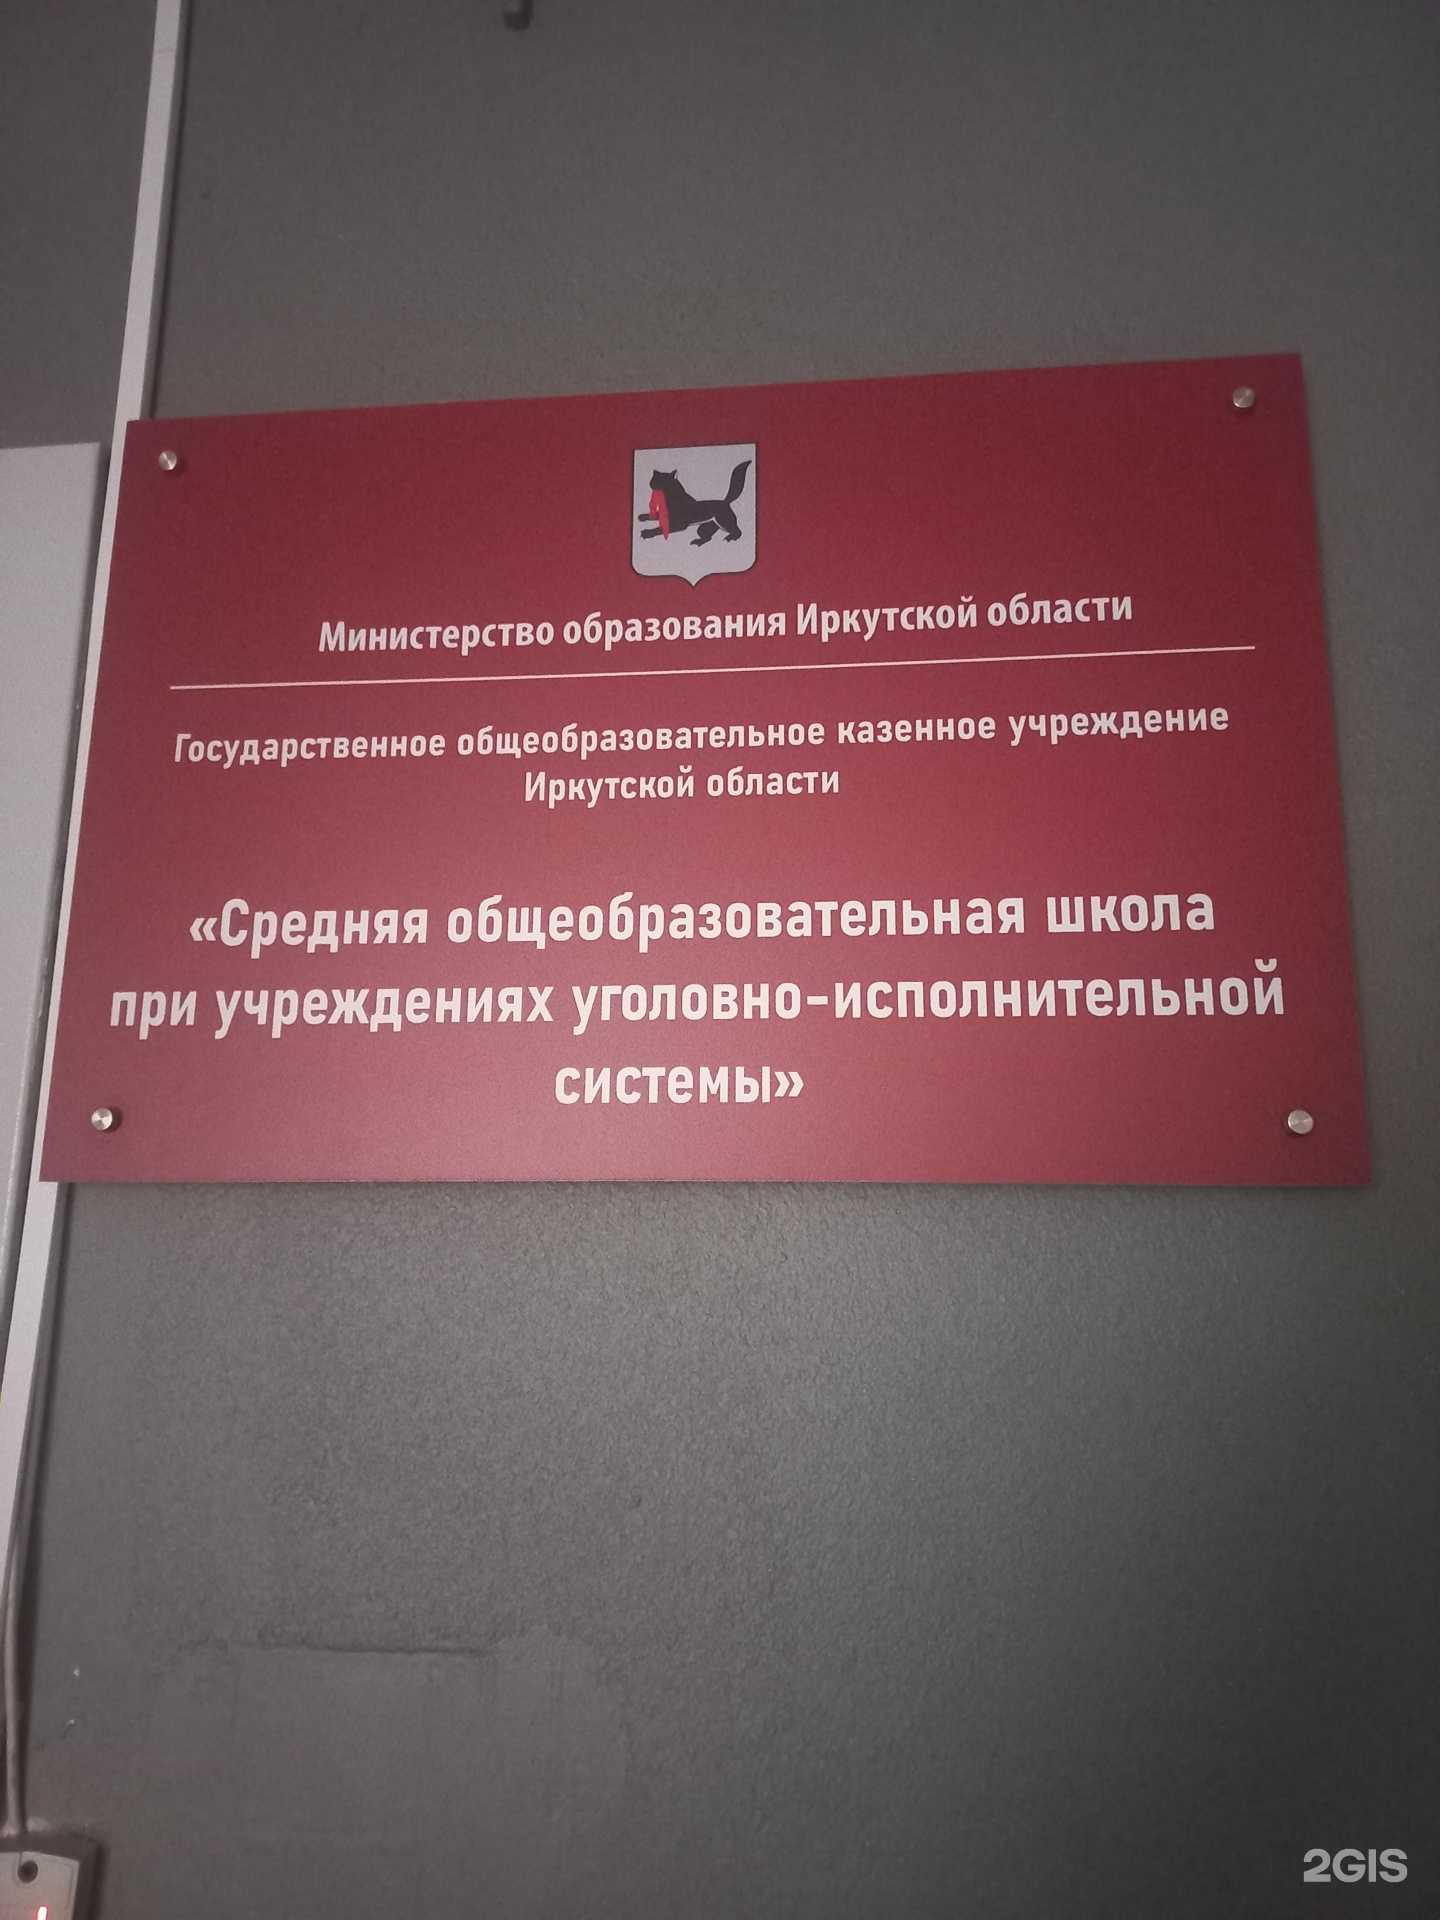 Министерство образования Иркутской области
Государственное общеобразовательное казенное учреждение
Иркутской области
«Средняя общеобразовательная школа
при учреждениях уголовно-исполнительной
системы»
2GIS